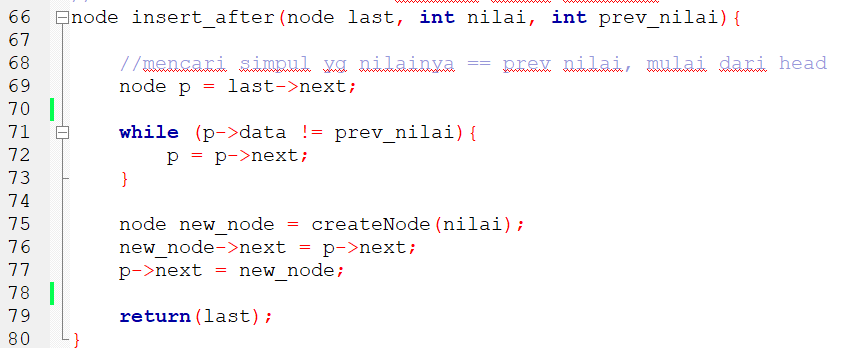 66 node insert_after(node last, int nilai, int prev_nilai){
67
68 //mencari simpul yg nilainya == prev nilai, mulai dari head
69 node p = last->next;
70
71 while (p->data != prev_nilai){
72 p = p->next;
73 }
74
75 node new_node = createNode(nilai);
76 new_node->next = p->next;
77 p->next = new_node;
78
79 return(last);
80 }